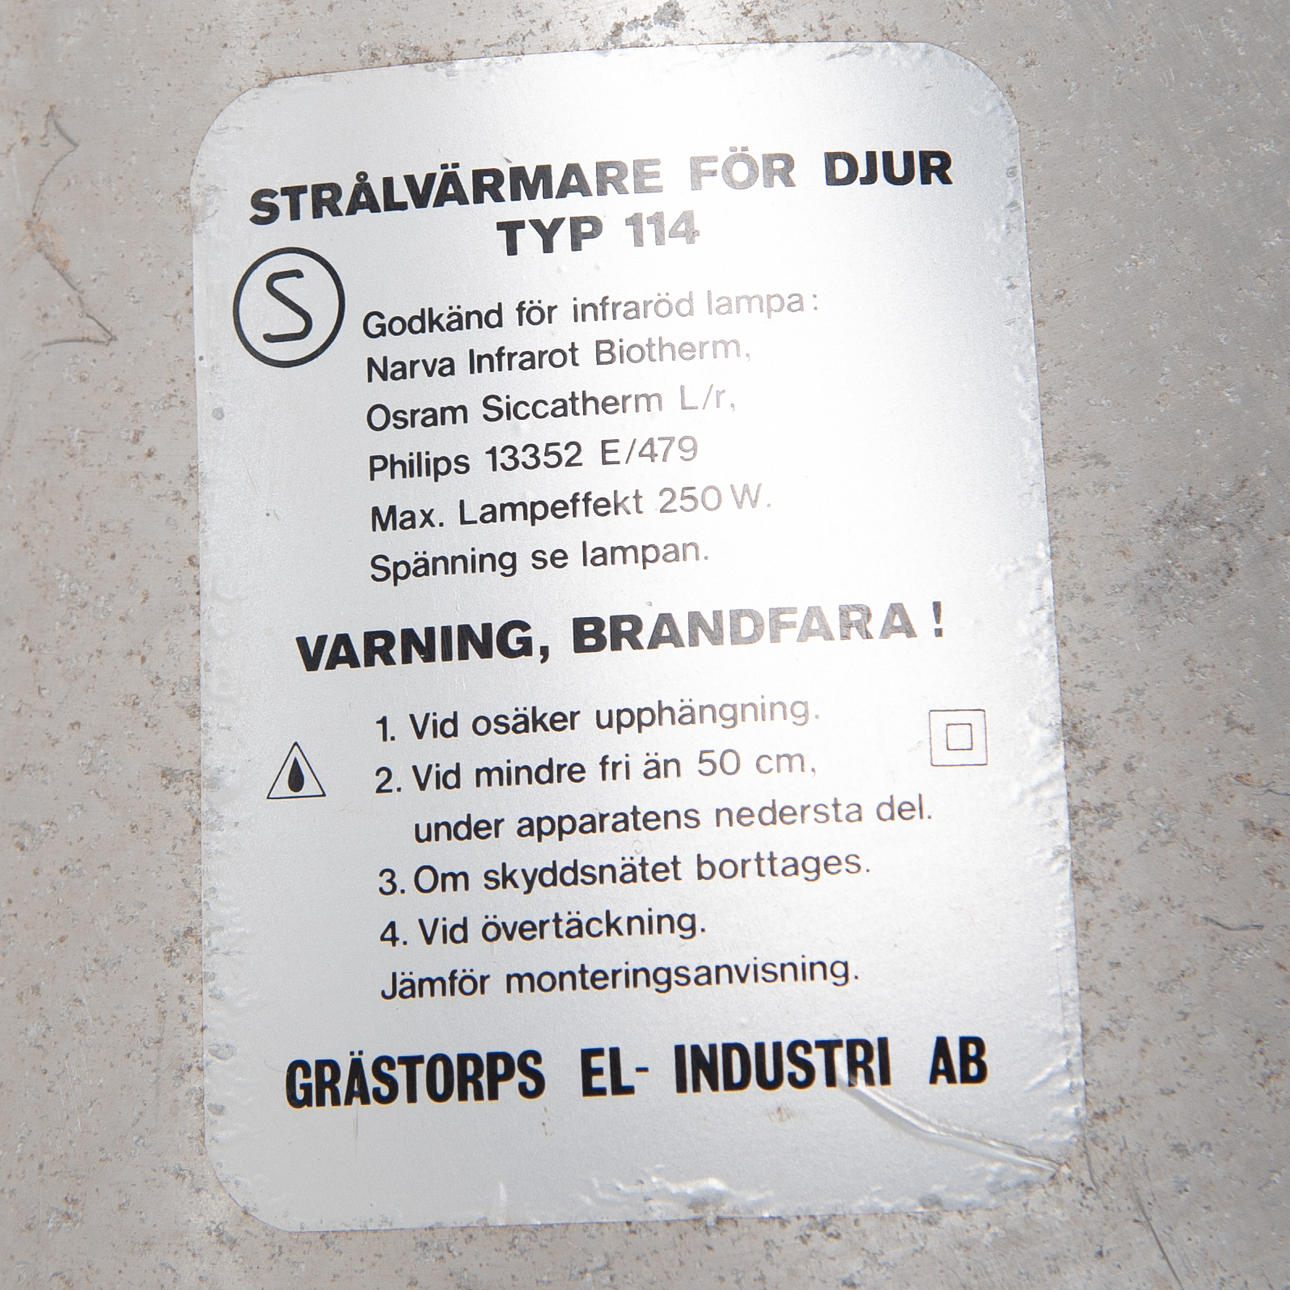 STRÅLVÄRMARE FÖR DJUR
TYP 114
S
Godkänd för infraröd lampa:
Narva Infrarot Biotherm,
Osram Siccatherm L/r,
Philips 13352 E/479
Max. Lampeffekt 250 W.
Spänning se lampan.
VARNING, BRANDFARA !
1. Vid osäker upphängning.
2. Vid mindre fri än 50 cm,
under apparatens nedersta del.
3. Om skyddsnätet borttages.
4. Vid övertäckning.
Jämför monteringsanvisning.
GRÄSTORPS EL- INDUSTRI AB